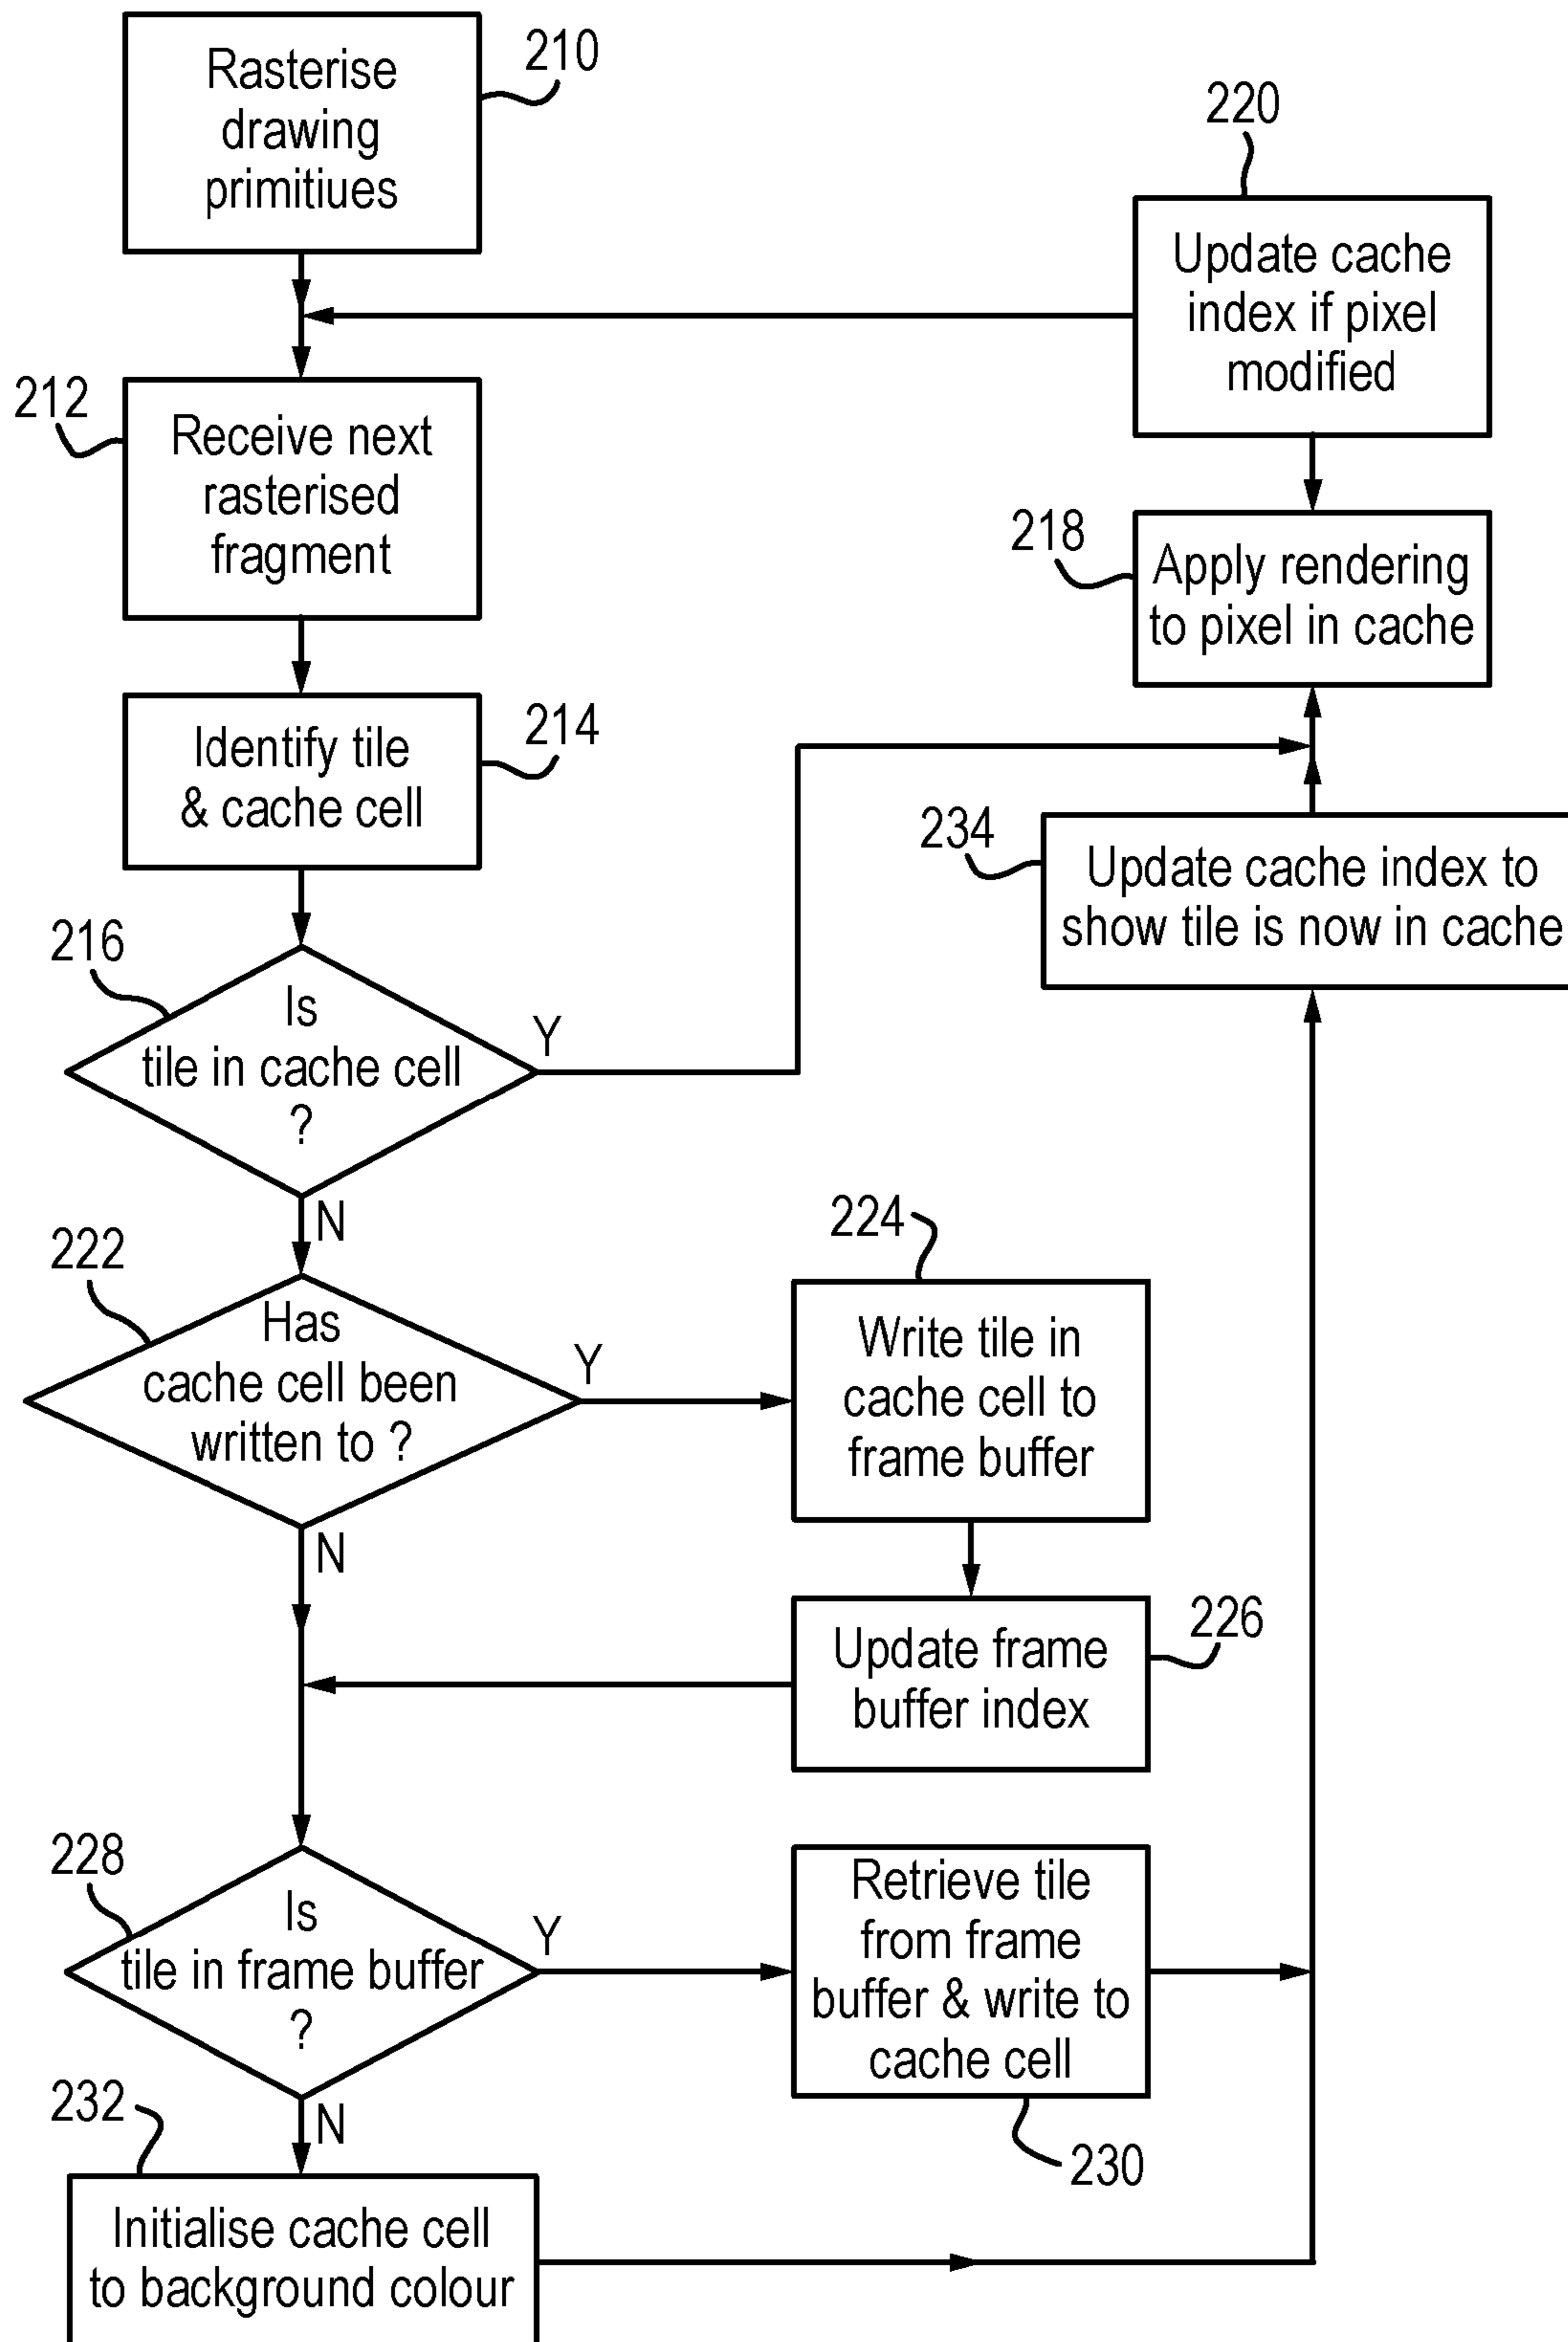 Rasterise
drawing
primitiues
210
220
Update cache
index if pixel
modified
212
Receive next
rasterised
fragment
218
Apply rendering
to pixel in cache
214
Identify tile
& cache cell
234
Update cache index to
show tile is now in cache
216
Is
tile in cache cell
?
Y
N
222
Has
cache cell been
written to ?
Y
N
224
Write tile in
cache cell to
frame buffer
226
Update frame
buffer index
228
Is
tile in frame buffer
?
Y
N
Retrieve tile
from frame
buffer & write to
cache cell
230
232
Initialise cache cell
to background colour